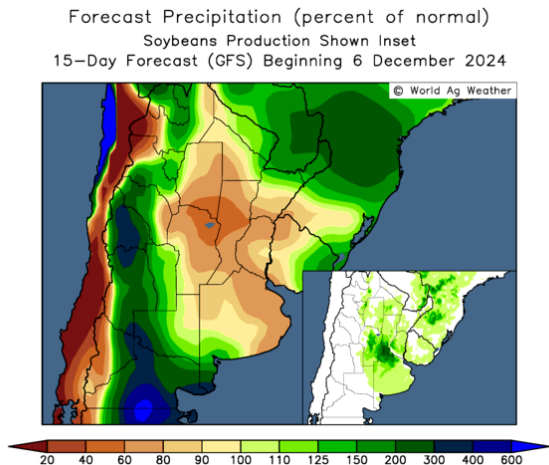 Forecast Precipitation (percent of normal)
Soybeans Production Shown Inset
15-Day Forecast (GFS) Beginning 6 December 2024
© World Ag Weather
20 40 60 80 90 100 110 125 150 200 300 400 600